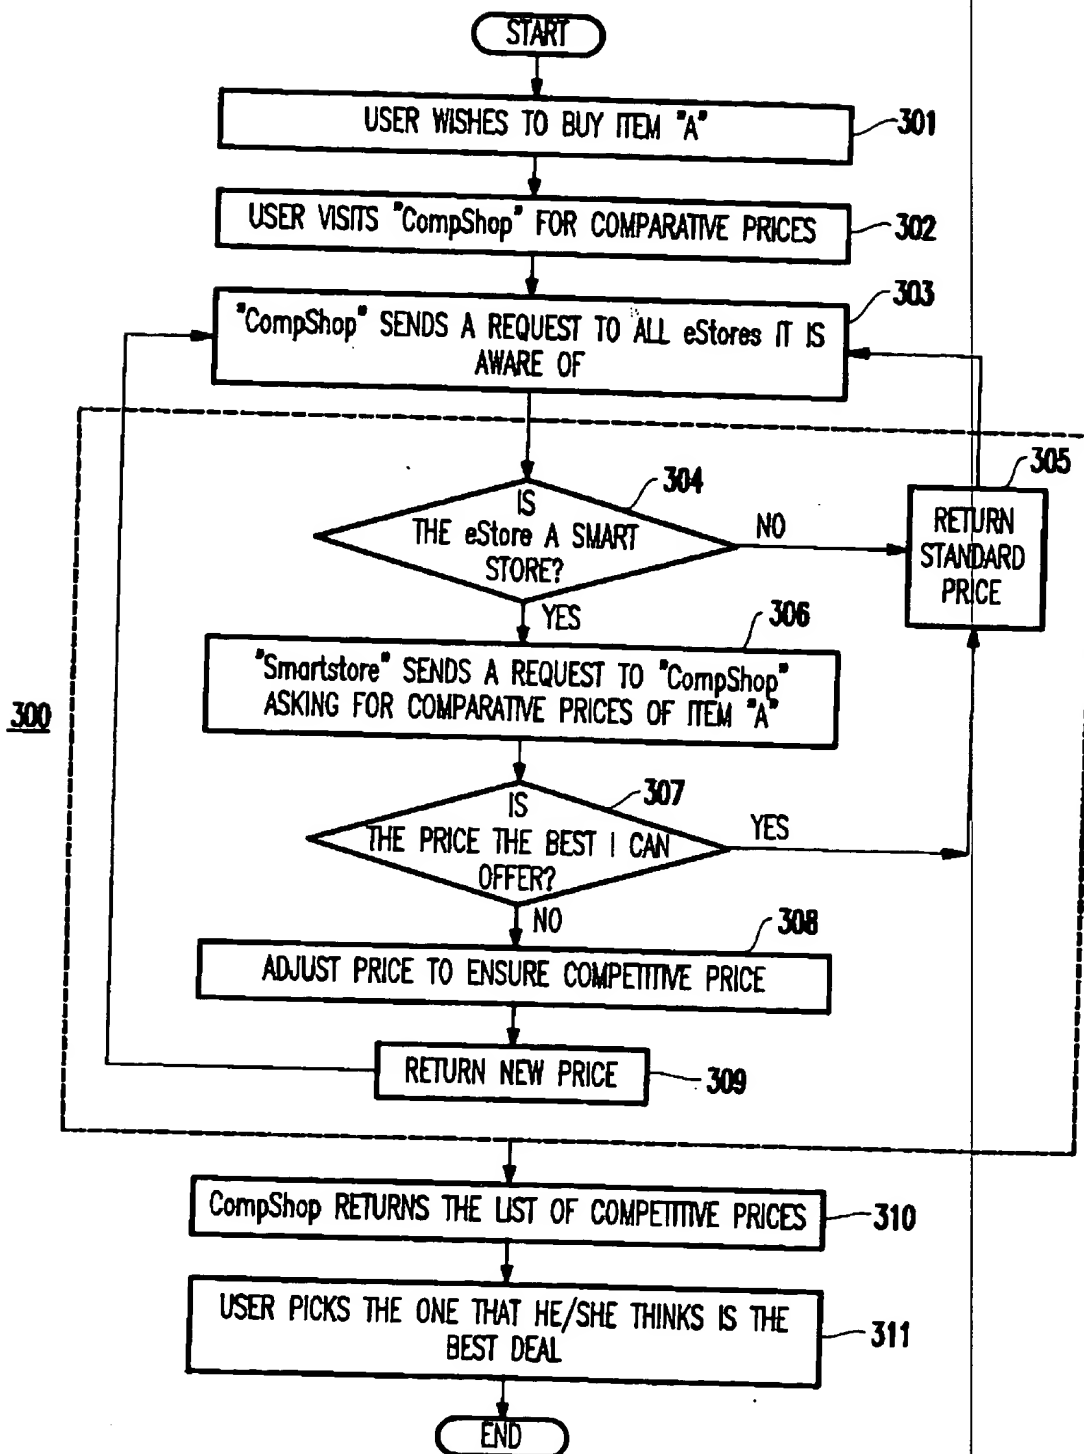 START
USER WISHES TO BUY ITEM "A"
301
USER VISITS "CompShop" FOR COMPARATIVE PRICES
302
303
"CompShop" SENDS A REQUEST TO ALL eStores IT IS
AWARE OF
304
IS
THE eStore A SMART
STORE?
NO
305
RETURN
STANDARD
PRICE
YES
306
"Smartstore" SENDS A REQUEST TO "CompShop"
ASKING FOR COMPARATIVE PRICES OF ITEM "A"
300
307
IS
THE PRICE THE BEST I CAN
OFFER?
YES
NO
308
ADJUST PRICE TO ENSURE COMPETITIVE PRICE
RETURN NEW PRICE
309
CompShop RETURNS THE LIST OF COMPETITIVE PRICES
310
USER PICKS THE ONE THAT HE/SHE THINKS IS THE
BEST DEAL
311
END